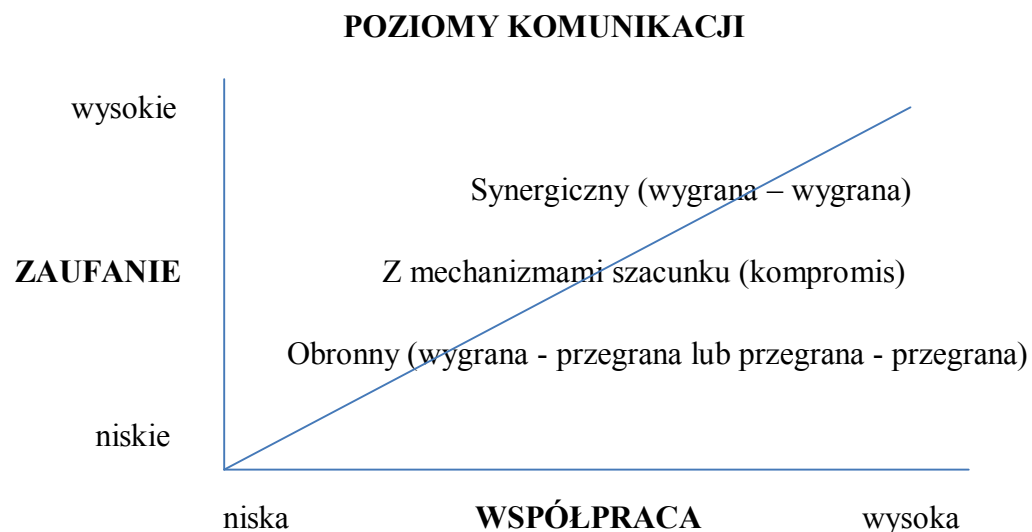 POZIOMY KOMUNIKACJI
wysokie
Synergiczny (wygrana – wygrana)
ZAUFANIE
Z mechanizmami szacunku (kompromis)
Obronny (wygrana - przegrana lub przegrana - przegrana)
niskie
niska
WSPÓŁPRACA
wysoka